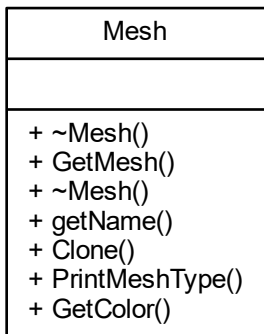 Mesh
+ ~Mesh()
+ GetMesh()
+ ~Mesh()
+ getName()
+ Clone()
+ PrintMeshType()
+ GetColor()